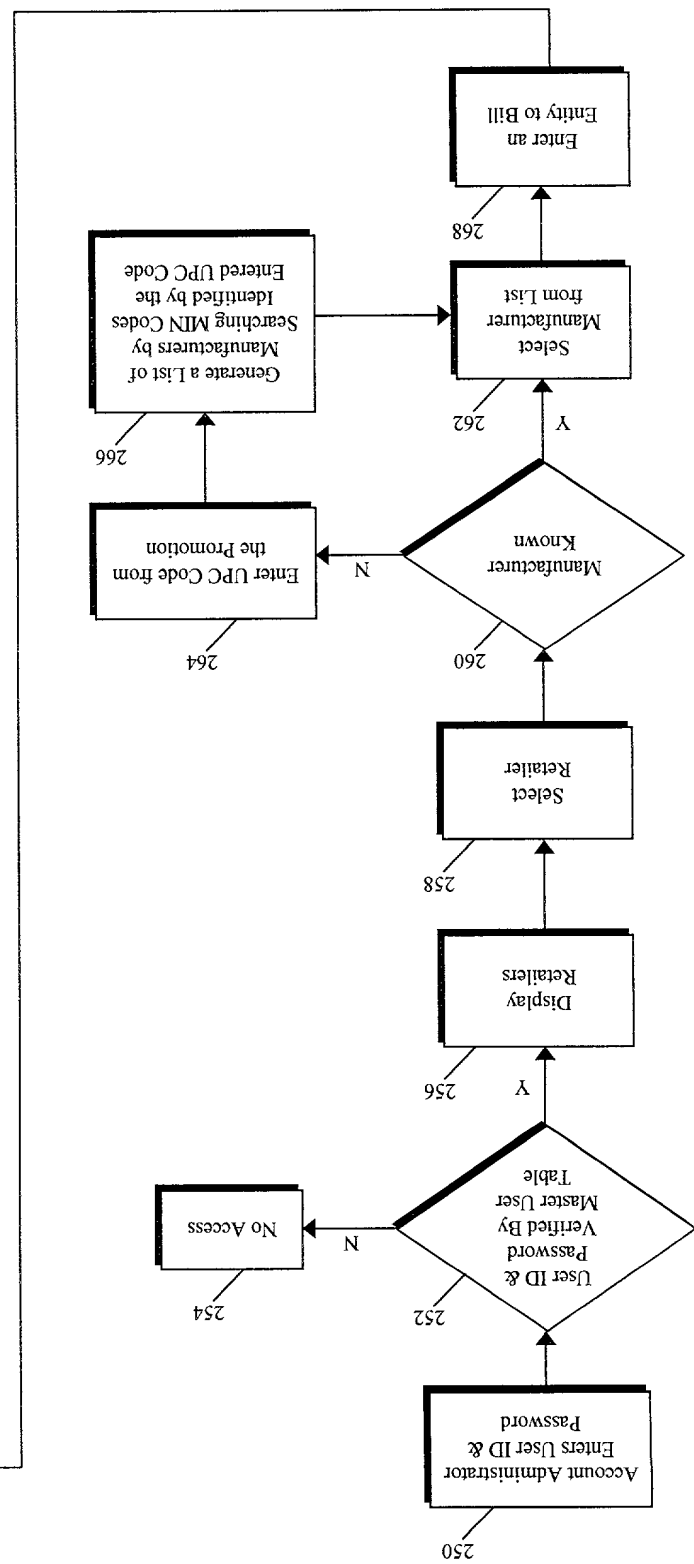 250
Account Administrator
Enters User ID &
Password
252
User ID &
Password
Verified By
Master User
Table
N
254
No Access
Y
256
Display
Retailers
258
Select
Retailer
260
Manufacturer
Known
N
264
Enter UPC Code from
the Promotion
266
Generate a List of
Manufacturers by
Searching MIN Codes
Identified by the
Entered UPC Code
Y
262
Select
Manufacturer
from List
268
Enter an
Entity to Bill